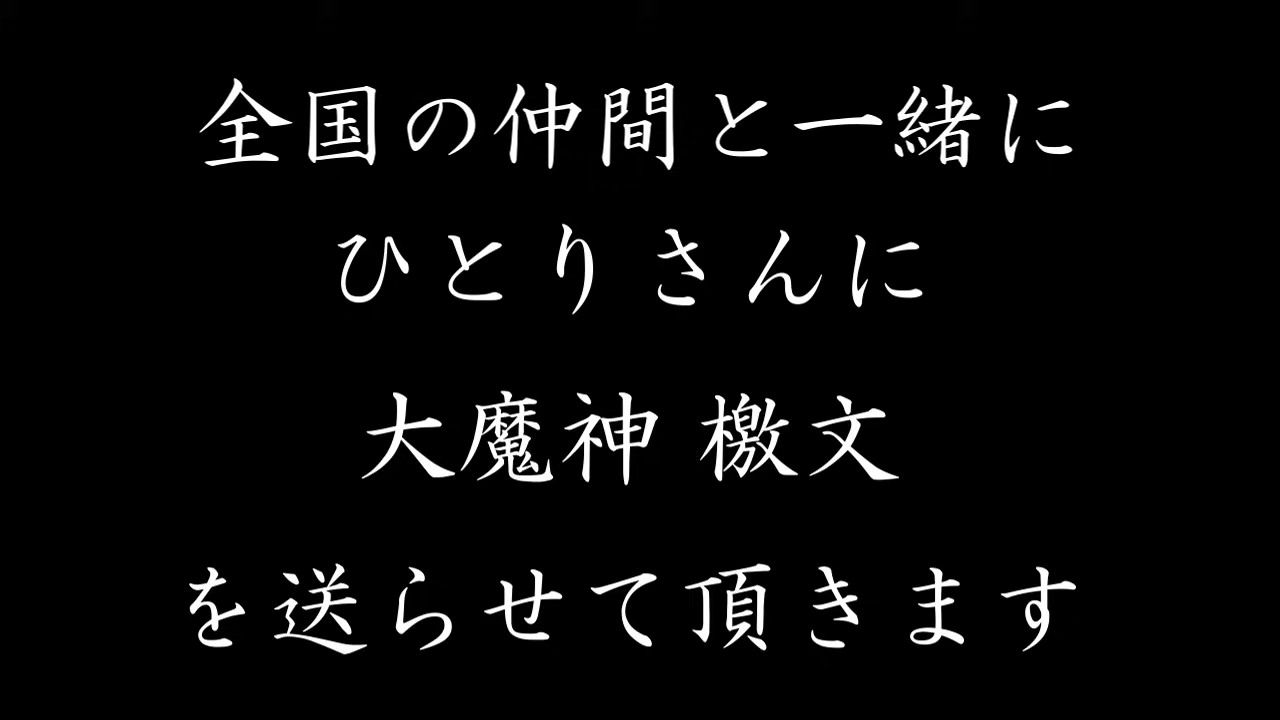 全国の仲間と一緒に
ひとりさんに
大魔神 檄文
を送らせて頂きます